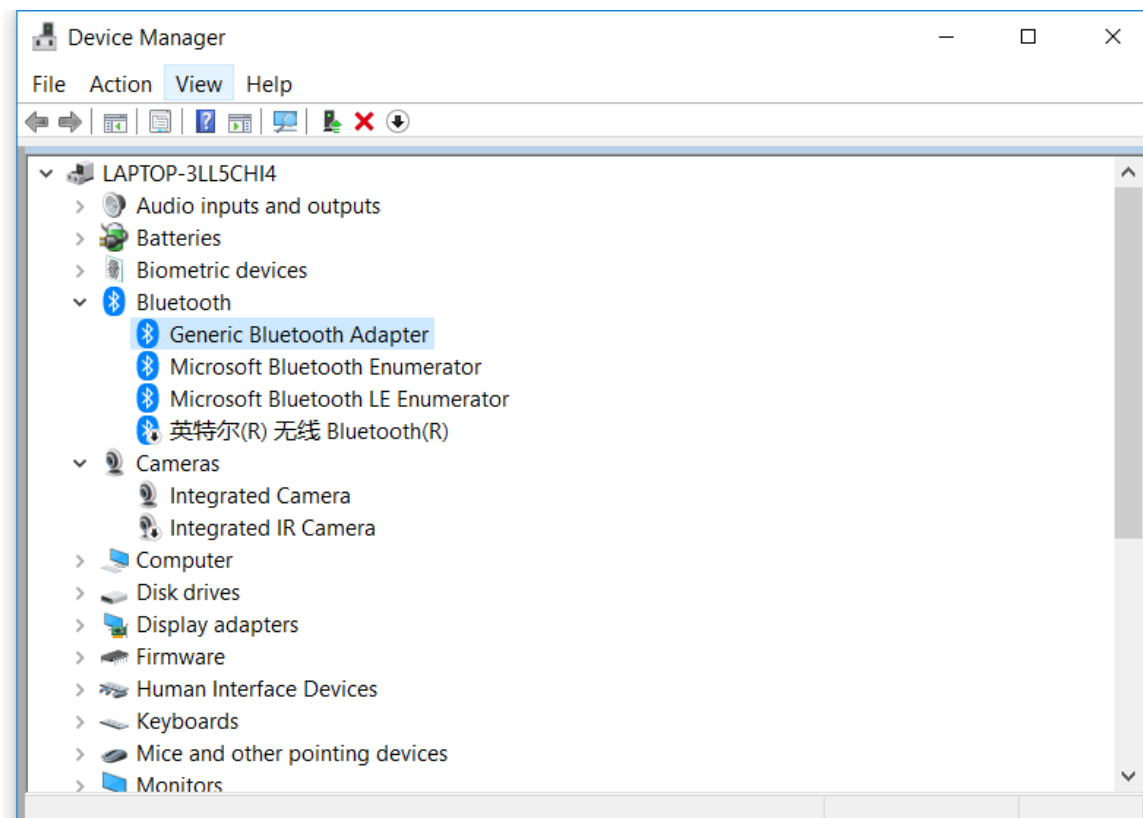 Device Manager
File Action View Help
LAPTOP-3LL5CHI4
Audio inputs and outputs
Batteries
Biometric devices
Bluetooth
Generic Bluetooth Adapter
Microsoft Bluetooth Enumerator
Microsoft Bluetooth LE Enumerator
英特尔(R) 无线 Bluetooth(R)
Cameras
Integrated Camera
Integrated IR Camera
Computer
Disk drives
Display adapters
Firmware
Human Interface Devices
Keyboards
Mice and other pointing devices
Monitors